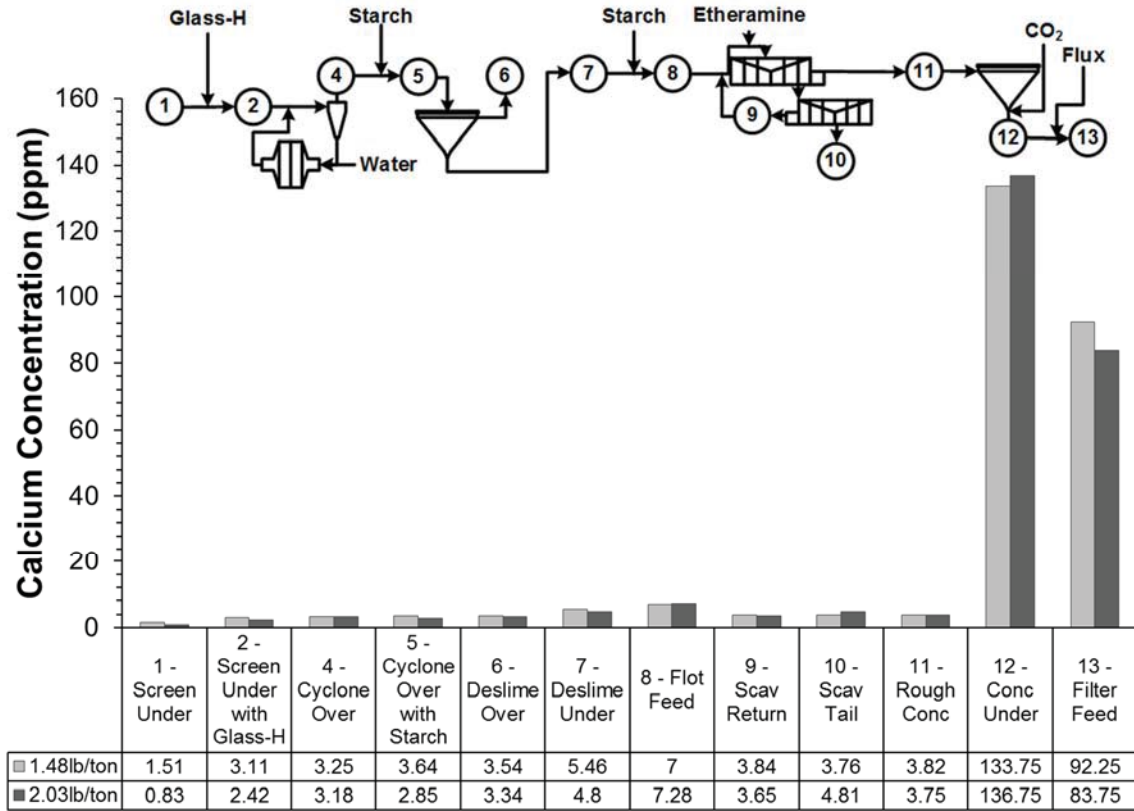 Glass-H
Starch
Starch
Etheramine
CO₂
Flux
1
2
4
5
6
7
8
9
10
11
12
13
Water
Calcium Concentration (ppm)
160
140
120
100
80
60
40
20
0
1 - Screen Under
2 - Screen Under with Glass-H
4 - Cyclone Over
5 - Cyclone Over with Starch
6 - Deslime Over
7 - Deslime Under
8 - Flot Feed
9 - Scav Return
10 - Scav Tail
11 - Rough Conc
12 - Conc Under
13 - Filter Feed
1.48lb/ton 1.51 3.11 3.25 3.64 3.54 5.46 7 3.84 3.76 3.82 133.75 92.25
2.03lb/ton 0.83 2.42 3.18 2.85 3.34 4.8 7.28 3.65 4.81 3.75 136.75 83.75